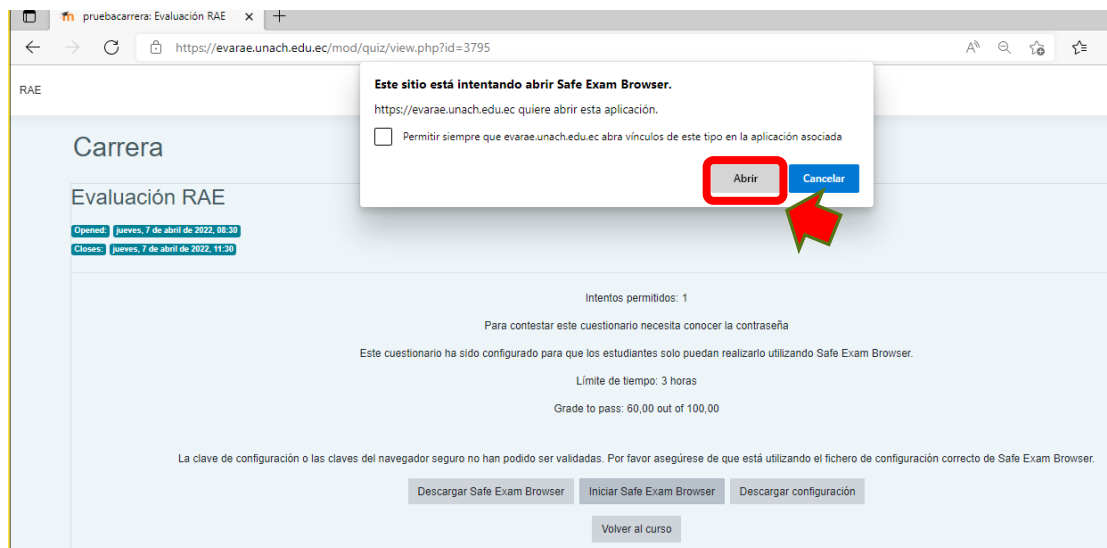 pruebacarrera: Evaluación RAE
https://evarae.unach.edu.ec/mod/quiz/view.php?id=3795
RAE
Este sitio está intentando abrir Safe Exam Browser.
https://evarae.unach.edu.ec quiere abrir esta aplicación.
Permitir siempre que evarae.unach.edu.ec abra vínculos de este tipo en la aplicación asociada
Abrir Cancelar
Carrera
Evaluación RAE
Opened: jueves, 7 de abril de 2022, 08:30
Closes: jueves, 7 de abril de 2022, 11:30
Intentos permitidos: 1
Para contestar este cuestionario necesita conocer la contraseña
Este cuestionario ha sido configurado para que los estudiantes solo puedan realizarlo utilizando Safe Exam Browser.
Límite de tiempo: 3 horas
Grade to pass: 60,00 out of 100,00
La clave de configuración o las claves del navegador seguro no han podido ser validadas. Por favor asegúrese de que está utilizando el fichero de configuración correcto de Safe Exam Browser.
Descargar Safe Exam Browser Iniciar Safe Exam Browser Descargar configuración
Volver al curso